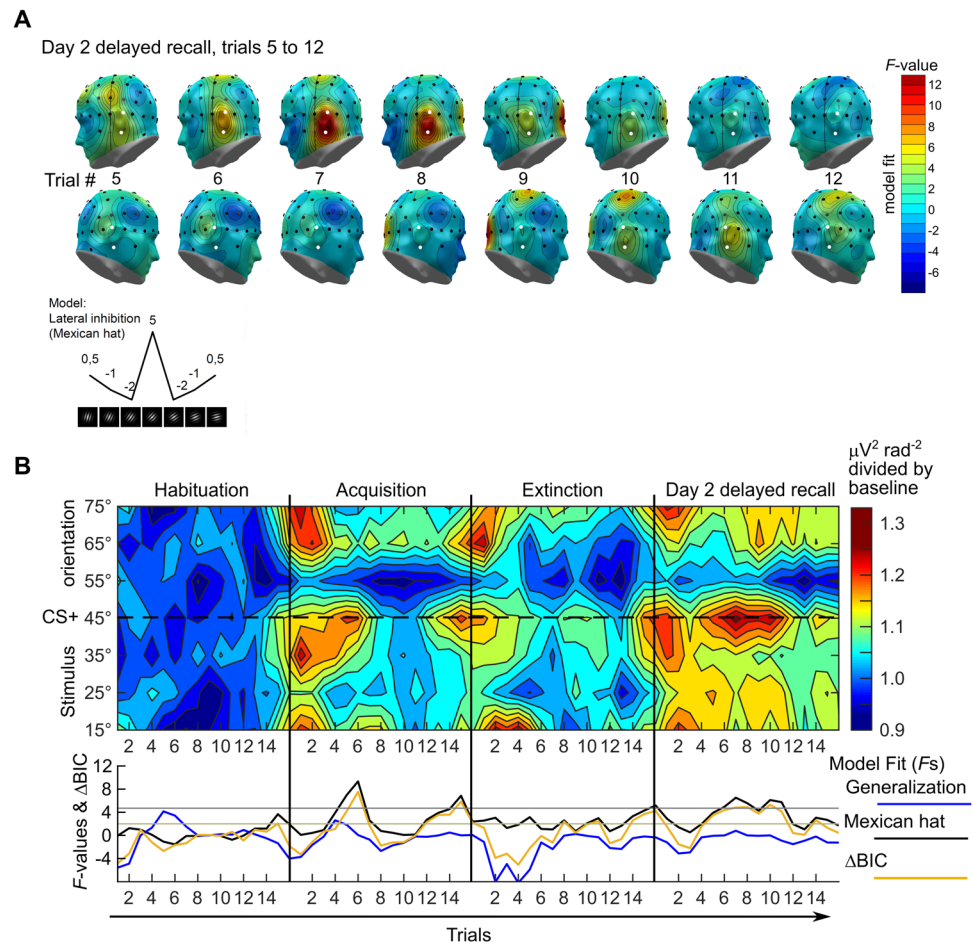 A
Day 2 delayed recall, trials 5 to 12
F-value
12
10
8
6
4
2
0
-2
-4
-6
model fit
Trial # 5 6 7 8 9 10 11 12
Model:
Lateral inhibition
(Mexican hat)
5
0,5 0,5
-1 -1
-2 -2
B
μV² rad⁻²
divided by
baseline
Habituation Acquisition Extinction Day 2 delayed recall
75°
65°
55°
CS+ 45°
35°
25°
15°
Stimulus orientation
1.3
1.2
1.1
1.0
0.9
2 4 6 8 10 12 14 2 4 6 8 10 12 14 2 4 6 8 10 12 14 2 4 6 8 10 12 14
F-values & ΔBIC
12
8
4
0
-4
Model Fit (Fs)
Generalization
Mexican hat
ΔBIC
2 4 6 8 10 12 14 2 4 6 8 10 12 14 2 4 6 8 10 12 14 2 4 6 8 10 12 14
Trials